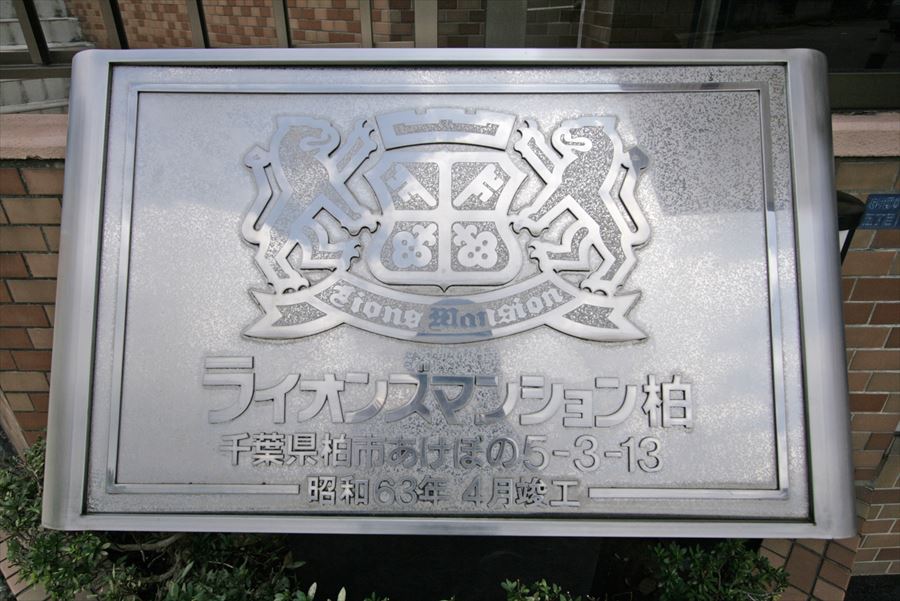 Lions Mansion
ライオンズマンション柏
千葉県柏市あけぼの5-3-13
昭和63年 4月竣工